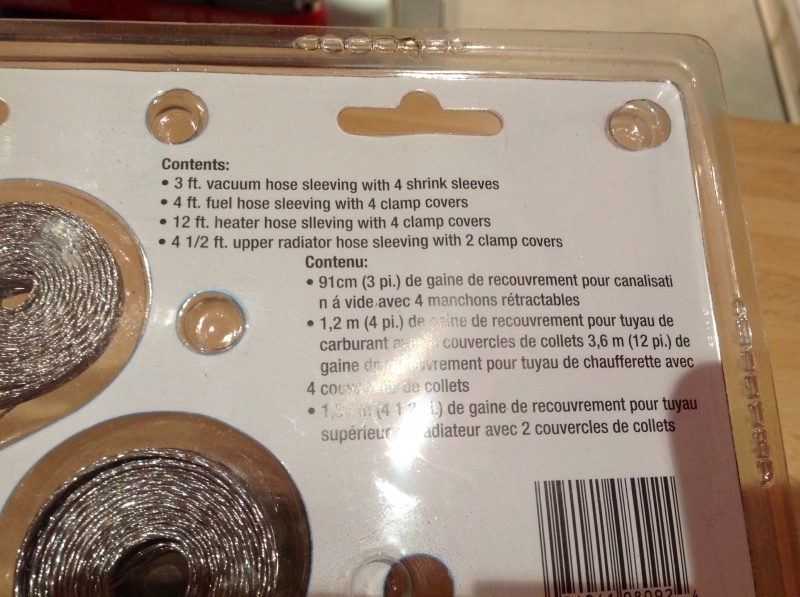 Contents:
• 3 ft. vacuum hose sleeving with 4 shrink sleeves
• 4 ft. fuel hose sleeving with 4 clamp covers
• 12 ft. heater hose slleving with 4 clamp covers
• 4 1/2 ft. upper radiator hose sleeving with 2 clamp covers
Contenu:
• 91cm (3 pi.) de gaine de recouvrement pour canalisati
n á vide avec 4 manchons rétractables
• 1,2 m (4 pi.) de gaine de recouvrement pour tuyau de
carburant couvercles de collets 3,6 m (12 pi.) de
gaine de recouvrement pour tuyau de chaufferette avec
4 couvercles de collets
• m (4 1 2 de gaine de recouvrement pour tuyau
supérieur radiateur avec 2 couvercles de collets